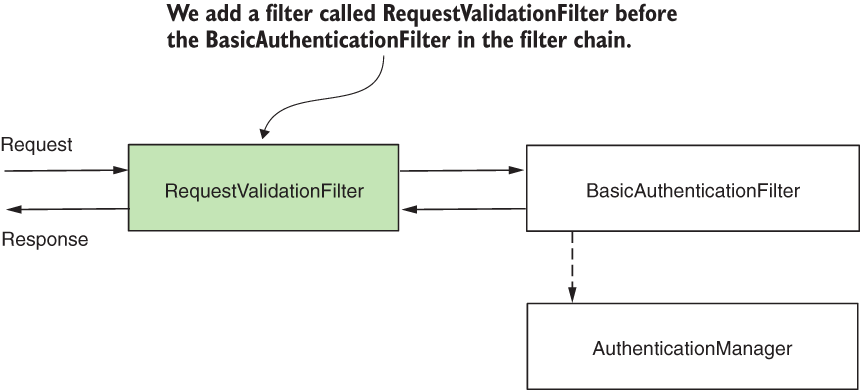 We add a filter called RequestValidationFilter before
the BasicAuthenticationFilter in the filter chain.
Request
RequestValidationFilter
BasicAuthenticationFilter
Response
AuthenticationManager